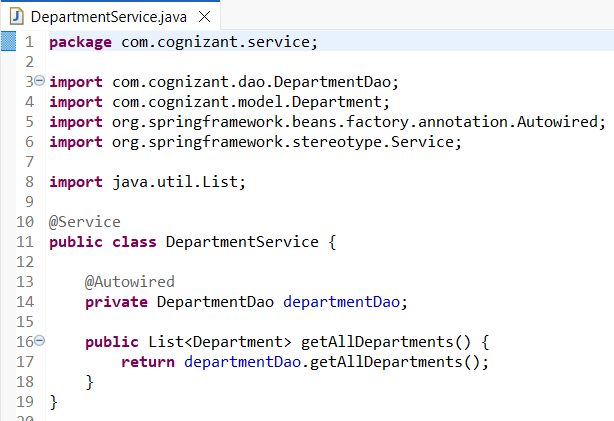 DepartmentService.java
1 package com.cognizant.service;
2
3 import com.cognizant.dao.DepartmentDao;
4 import com.cognizant.model.Department;
5 import org.springframework.beans.factory.annotation.Autowired;
6 import org.springframework.stereotype.Service;
7
8 import java.util.List;
9
10 @Service
11 public class DepartmentService {
12
13     @Autowired
14     private DepartmentDao departmentDao;
15
16     public List<Department> getAllDepartments() {
17         return departmentDao.getAllDepartments();
18     }
19 }
20